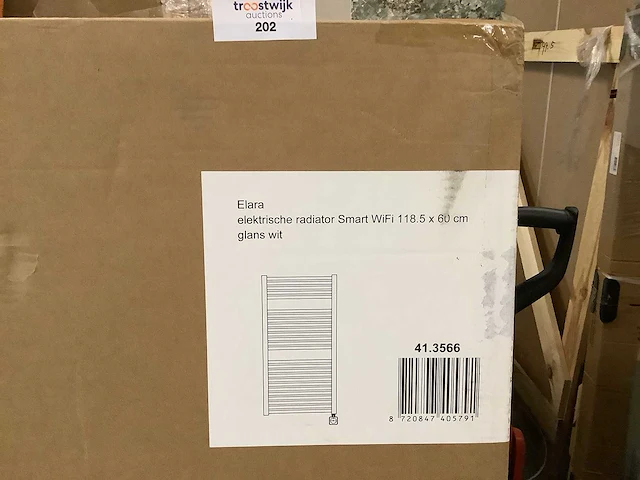 troostwijk
auctions
202
Elara
elektrische radiator Smart WiFi 118.5 x 60 cm
glans wit
41.3566
8 720847 405791